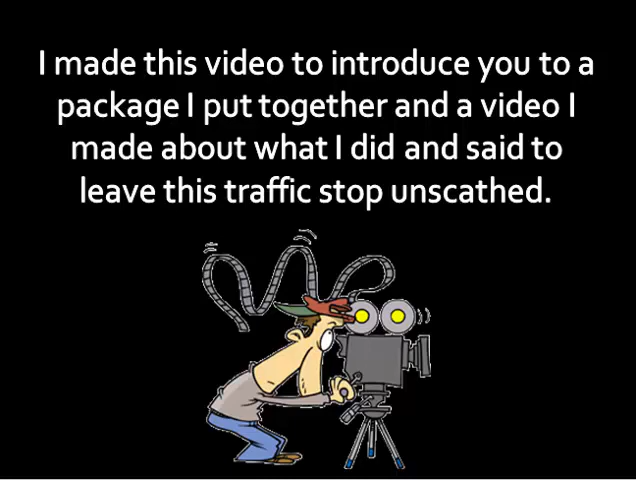 I made this video to introduce you to a
package I put together and a video I
made about what I did and said to
leave this traffic stop unscathed.